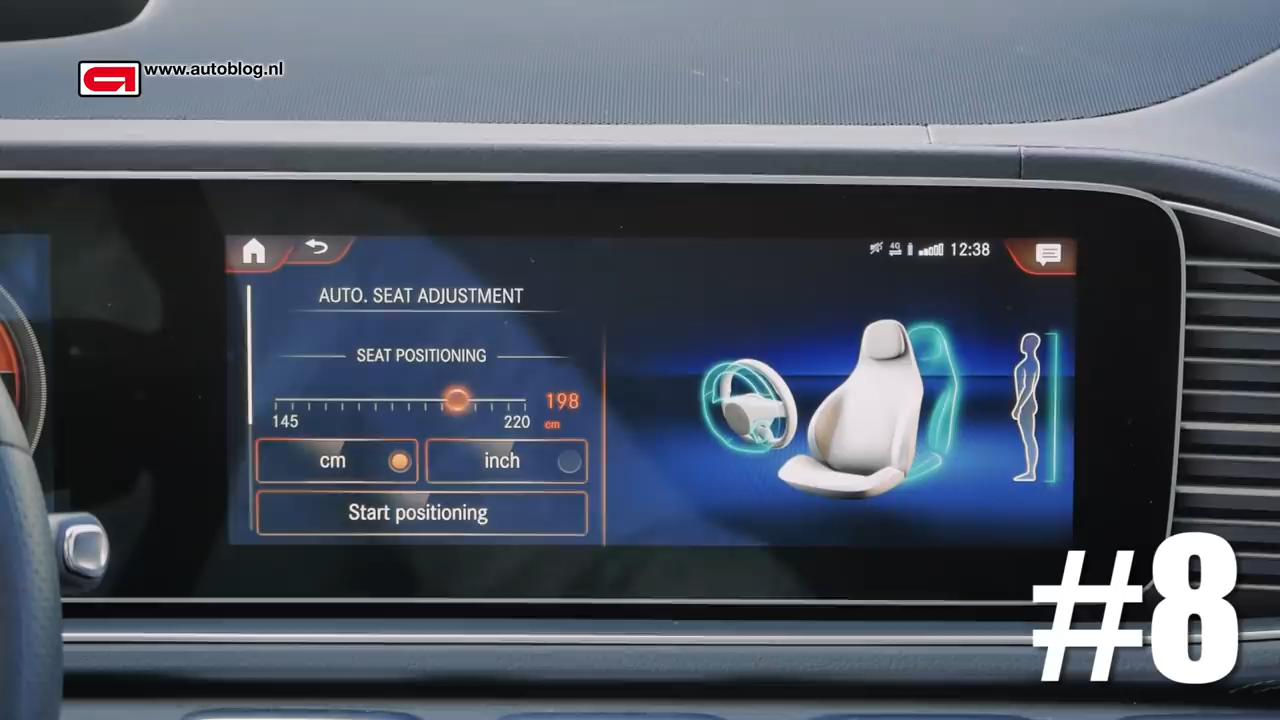 www.autoblog.nl
4G
12:38
AUTO. SEAT ADJUSTMENT
SEAT POSITIONING
198
cm
145
220
cm
inch
Start positioning
#8